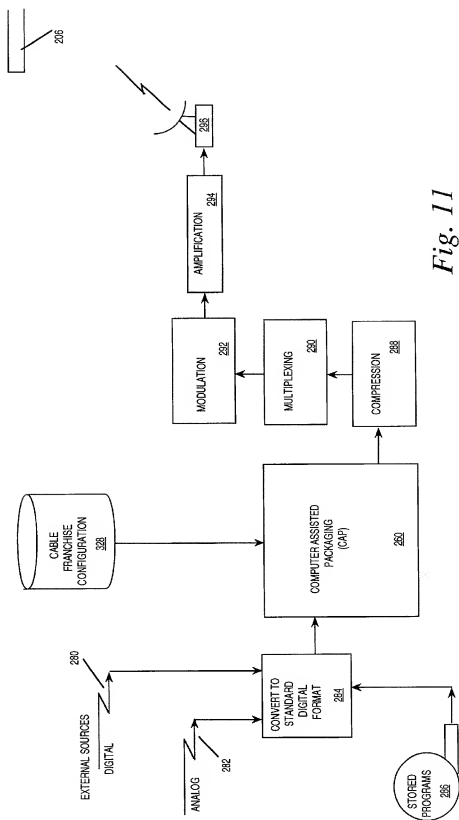 206
296
AMPLIFICATION
294
MODULATION
292
MULTIPLEXING
290
COMPRESSION
288
CABLE
FRANCHISE
CONFIGURATION
328
COMPUTER ASSISTED
PACKAGING
(CAP)
260
EXTERNAL SOURCES
DIGITAL
280
ANALOG
282
CONVERT TO
STANDARD
DIGITAL
FORMAT
284
STORED
PROGRAMS
286
Fig. 11